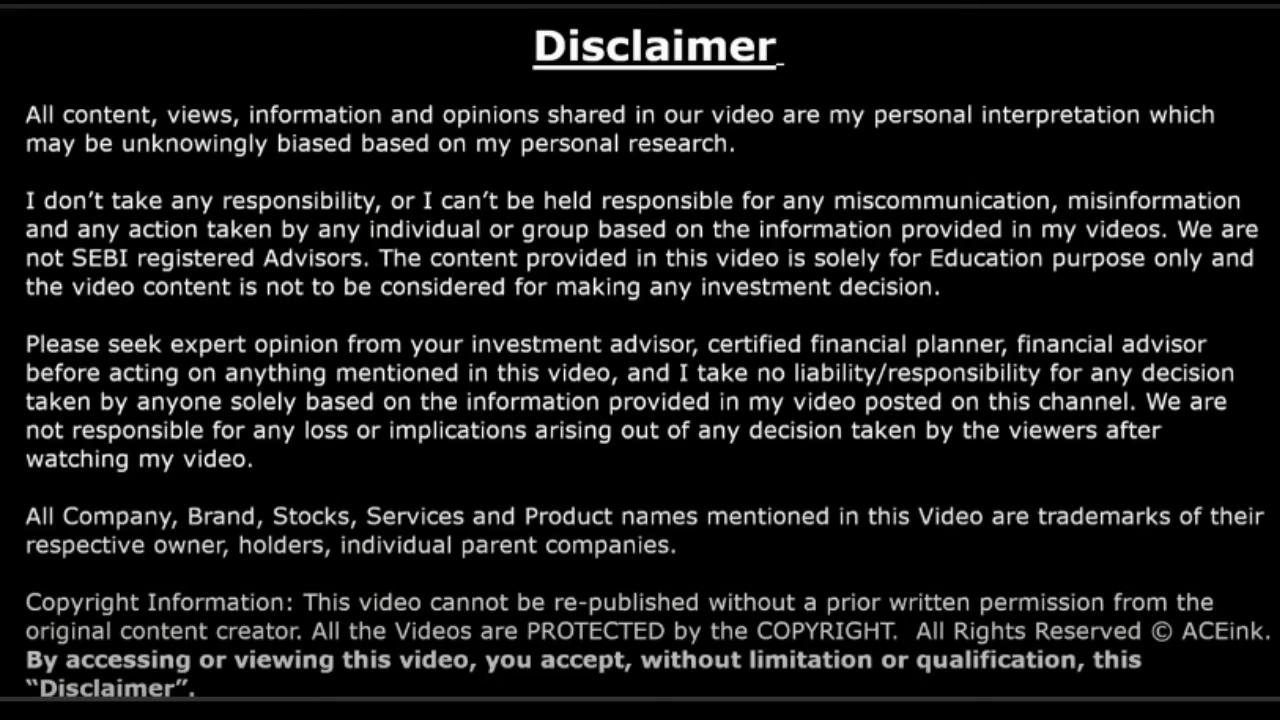 Disclaimer
All content, views, information and opinions shared in our video are my personal interpretation which
may be unknowingly biased based on my personal research.
I don’t take any responsibility, or I can’t be held responsible for any miscommunication, misinformation
and any action taken by any individual or group based on the information provided in my videos. We are
not SEBI registered Advisors. The content provided in this video is solely for Education purpose only and
the video content is not to be considered for making any investment decision.
Please seek expert opinion from your investment advisor, certified financial planner, financial advisor
before acting on anything mentioned in this video, and I take no liability/responsibility for any decision
taken by anyone solely based on the information provided in my video posted on this channel. We are
not responsible for any loss or implications arising out of any decision taken by the viewers after
watching my video.
All Company, Brand, Stocks, Services and Product names mentioned in this Video are trademarks of their
respective owner, holders, individual parent companies.
Copyright Information: This video cannot be re-published without a prior written permission from the
original content creator. All the Videos are PROTECTED by the COPYRIGHT.  All Rights Reserved © ACEink.
By accessing or viewing this video, you accept, without limitation or qualification, this
“Disclaimer”.